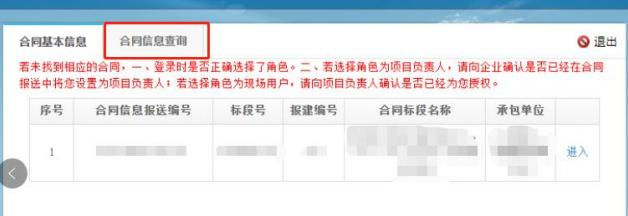 合同基本信息 合同信息查询 退出
若未找到相应的合同，一、登录时是否正确选择了角色。二、若选择角色为项目负责人，请向企业确认是否已经在合同
报送中将您设置为项目负责人；若选择角色为现场用户，请向项目负责人确认是否已经为您授权。
序号 合同信息报送编号 标段号 报建编号 合同标段名称 承包单位
1 进入